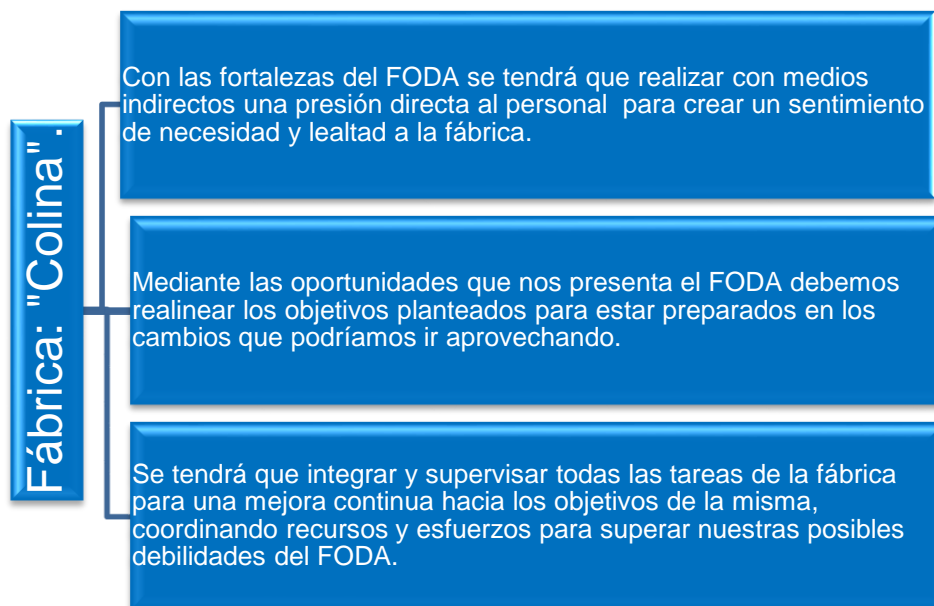 Fábrica: "Colina".
Con las fortalezas del FODA se tendrá que realizar con medios
indirectos una presión directa al personal para crear un sentimiento
de necesidad y lealtad a la fábrica.
Mediante las oportunidades que nos presenta el FODA debemos
realinear los objetivos planteados para estar preparados en los
cambios que podríamos ir aprovechando.
Se tendrá que integrar y supervisar todas las tareas de la fábrica
para una mejora continua hacia los objetivos de la misma,
coordinando recursos y esfuerzos para superar nuestras posibles
debilidades del FODA.